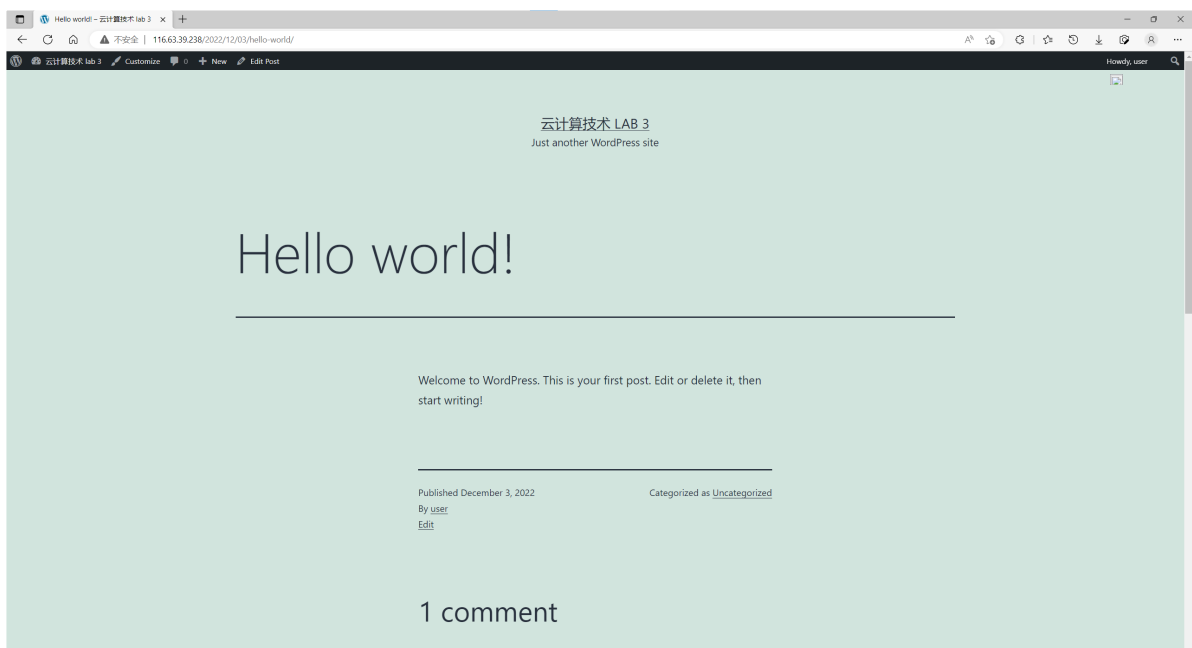 Hello world! – 云计算技术 lab 3
不安全 | 116.63.39.238/2022/12/03/hello-world/
云计算技术 lab 3 Customize 0 New Edit Post Howdy, user
云计算技术 LAB 3
Just another WordPress site
Hello world!
Welcome to WordPress. This is your first post. Edit or delete it, then
start writing!
Published December 3, 2022 Categorized as Uncategorized
By user
Edit
1 comment